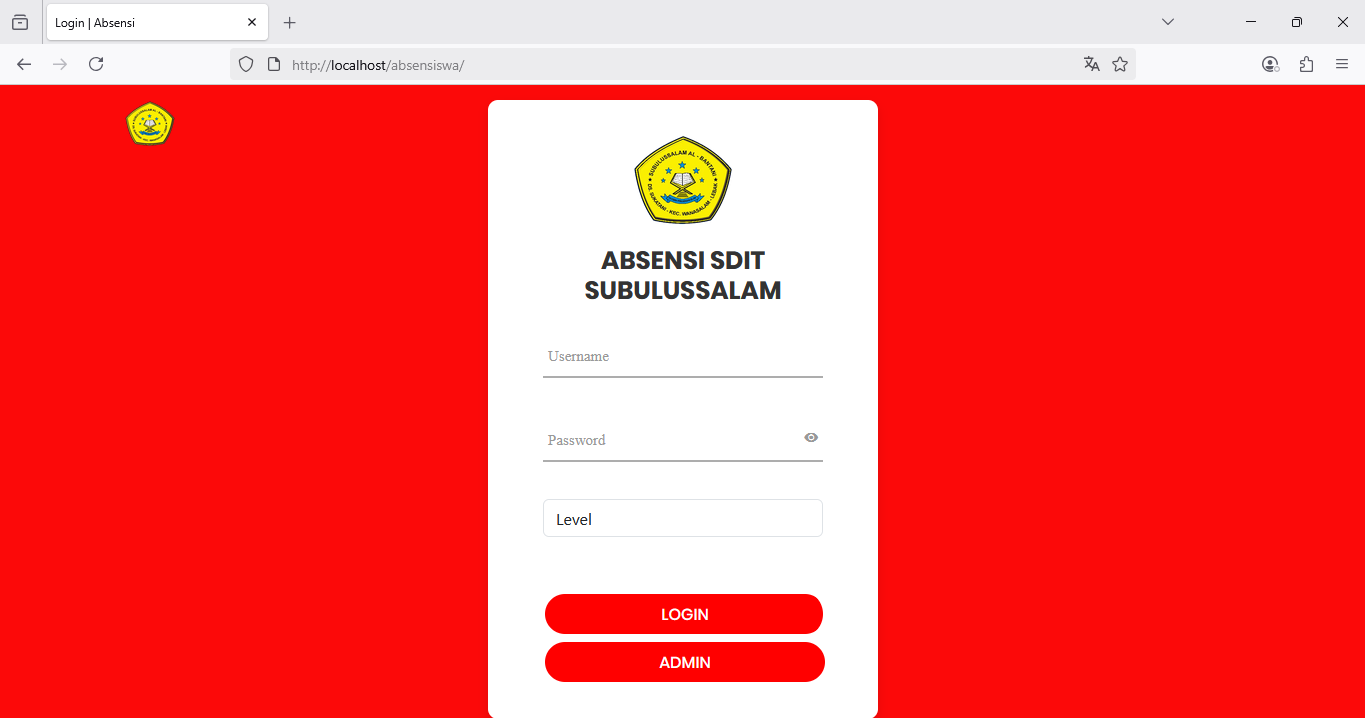 Login | Absensi
http://localhost/absensiswa/
SUBULUSSALAM AL - BANTANI
DS. SUKATANI - KEC. WANASALAM - LEBAK
ABSENSI SDIT
SUBULUSSALAM
Username
Password
Level
LOGIN
ADMIN